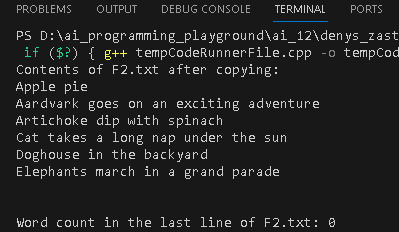 PROBLEMS OUTPUT DEBUG CONSOLE TERMINAL PORTS
PS D:\ai_programming_playground\ai_12\denys_zast
if ($?) { g++ tempCodeRunnerFile.cpp -o tempCod
Contents of F2.txt after copying:
Apple pie
Aardvark goes on an exciting adventure
Artichoke dip with spinach
Cat takes a long nap under the sun
Doghouse in the backyard
Elephants march in a grand parade
Word count in the last line of F2.txt: 0